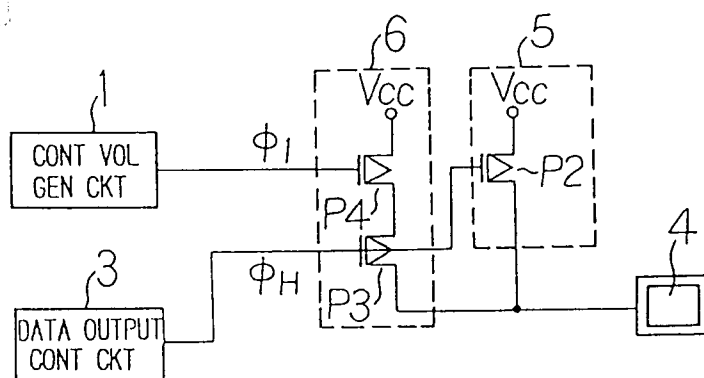 6
5
1
VCC
VCC
CONT VOL
GEN CKT
ΦI
P4
~P2
3
ΦH
P3
4
DATA OUTPUT
CONT CKT